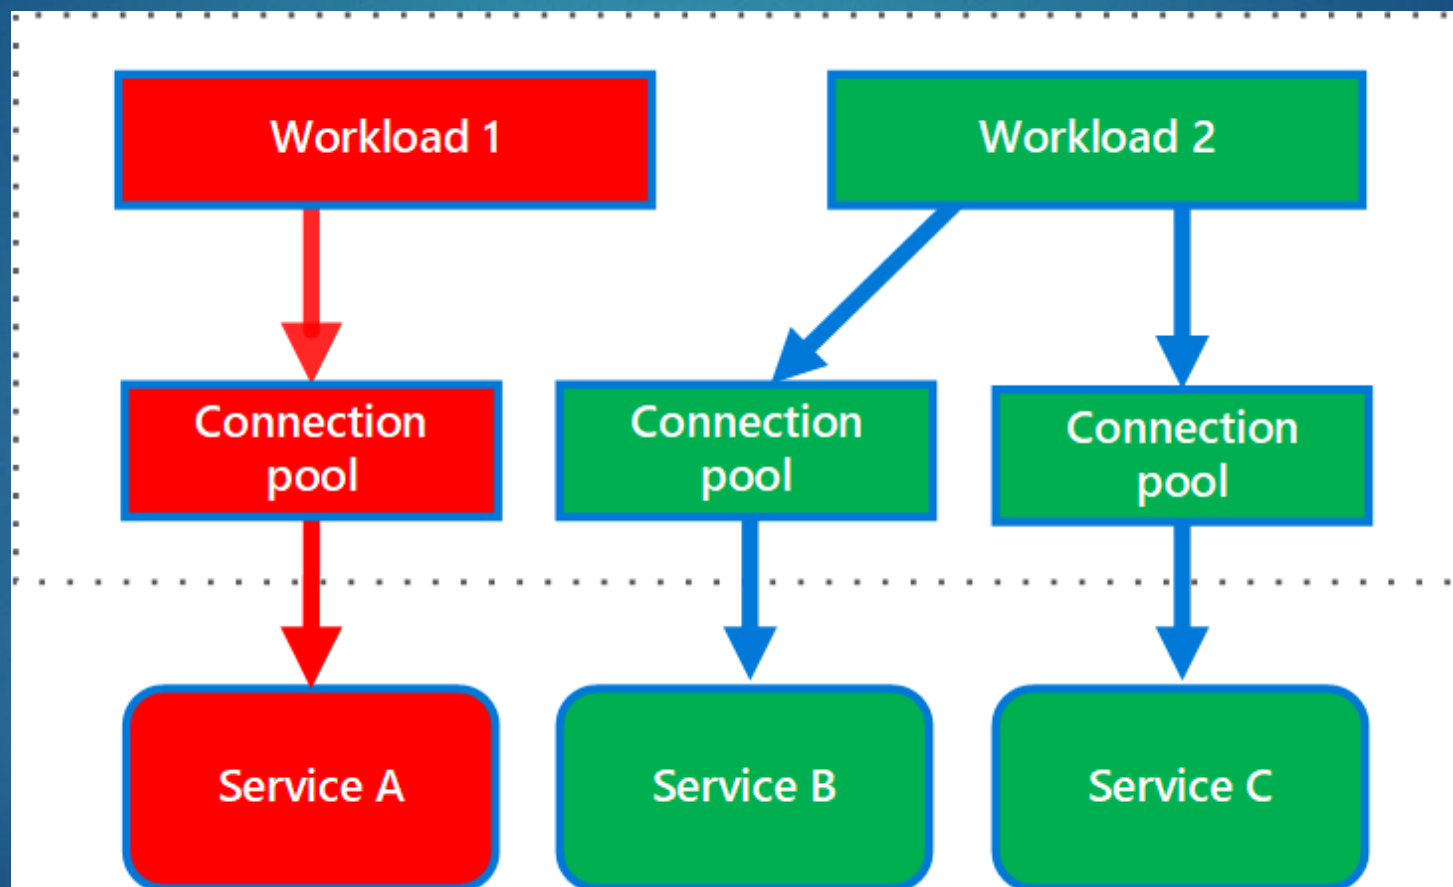 Workload 1
Workload 2
Connection
pool
Connection
pool
Connection
pool
Service A
Service B
Service C